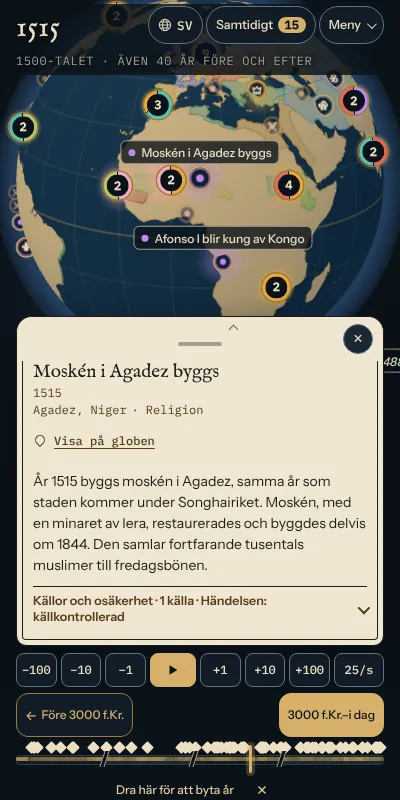 1515
SV
Samtidigt 15
Meny
1500-TALET · ÄVEN 40 ÅR FÖRE OCH EFTER
2
3
2
2
2
Moskén i Agadez byggs
2
2
4
Afonso I blir kung av Kongo
2
488
Moskén i Agadez byggs
1515
Agadez, Niger · Religion
Visa på globen
År 1515 byggs moskén i Agadez, samma år som
staden kommer under Songhairiket. Moskén, med
en minaret av lera, restaurerades och byggdes delvis
om 1844. Den samlar fortfarande tusentals
muslimer till fredagsbönen.
Källor och osäkerhet · 1 källa · Händelsen:
källkontrollerad
−100
−10
−1
+1
+10
+100
25/s
← Före 3000 f.Kr.
3000 f.Kr.–i dag
Dra här för att byta år ×